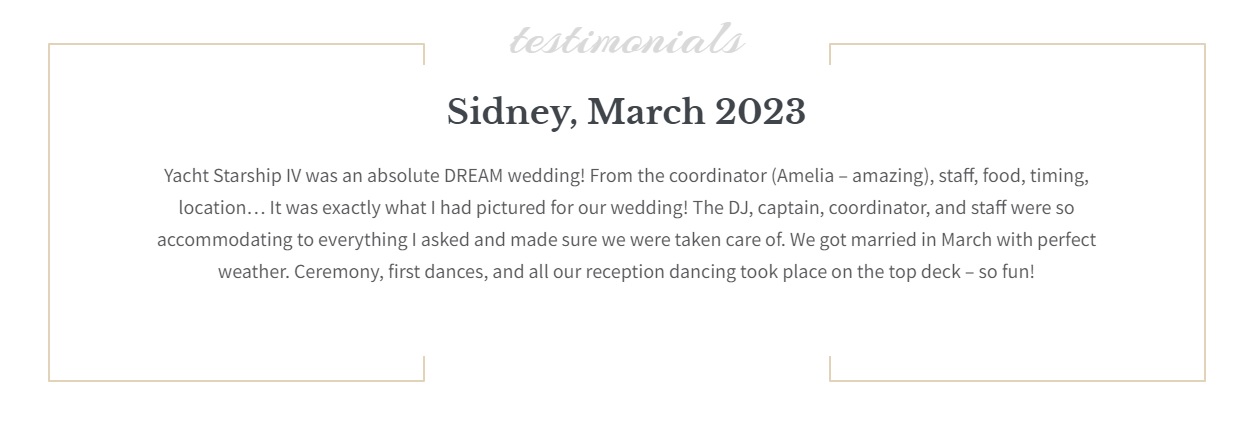 testimonials
Sidney, March 2023
Yacht Starship IV was an absolute DREAM wedding! From the coordinator (Amelia – amazing), staff, food, timing,
location… It was exactly what I had pictured for our wedding! The DJ, captain, coordinator, and staff were so
accommodating to everything I asked and made sure we were taken care of. We got married in March with perfect
weather. Ceremony, first dances, and all our reception dancing took place on the top deck – so fun!